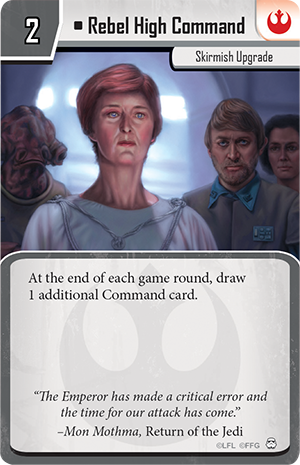 2
▪ Rebel High Command
Skirmish Upgrade
At the end of each game round, draw
1 additional Command card.
“The Emperor has made a critical error and
the time for our attack has come.”
–Mon Mothma, Return of the Jedi
©LFL ©FFG